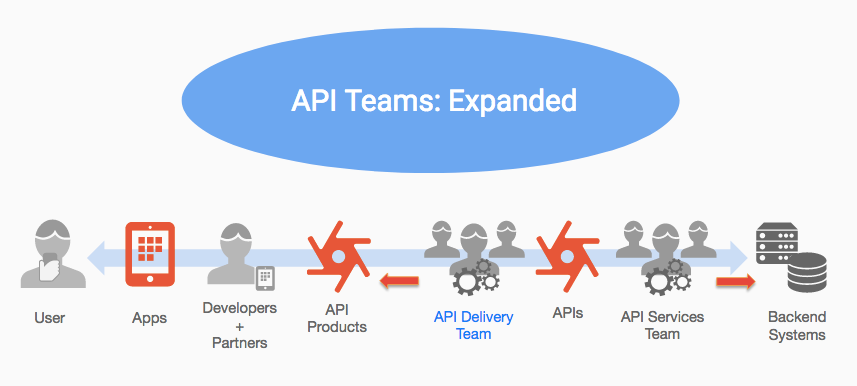 API Teams: Expanded
User
Apps
Developers
+
Partners
API
Products
API Delivery
Team
APIs
API Services
Team
Backend
Systems